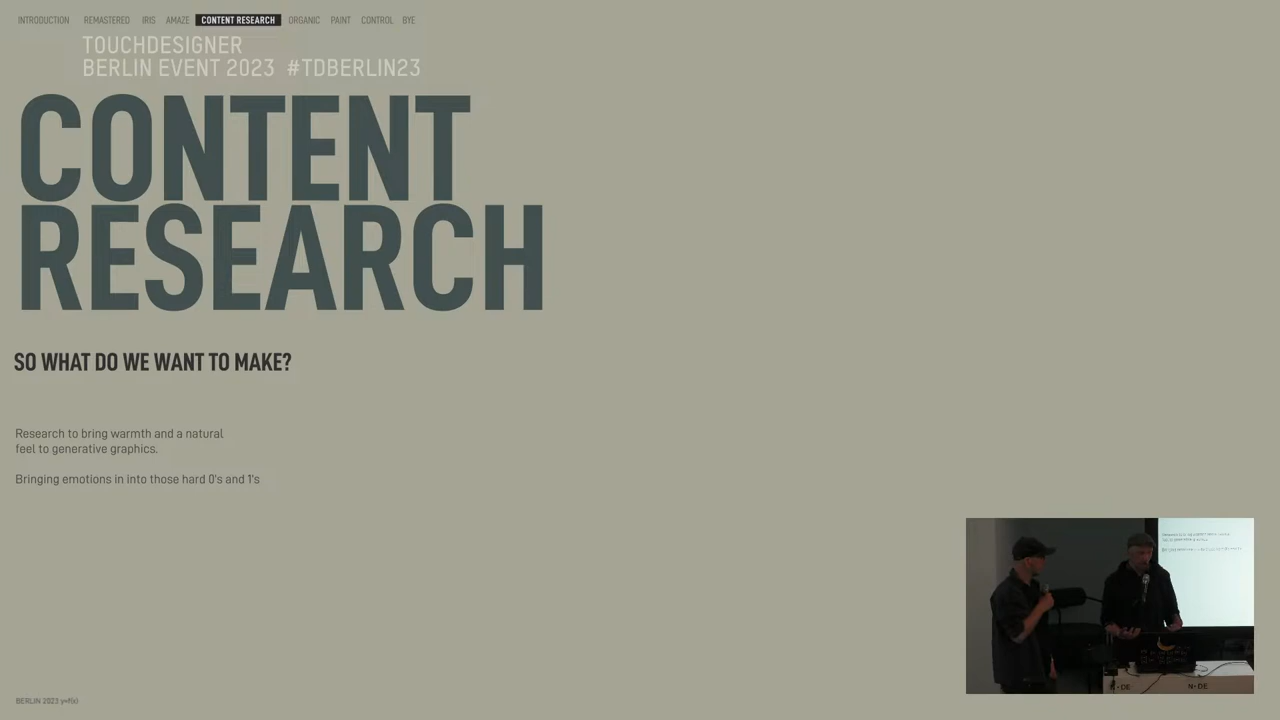 INTRODUCTION REMASTERED IRIS AMAZE CONTENT RESEARCH ORGANIC PAINT CONTROL BYE
TOUCHDESIGNER
BERLIN EVENT 2023 #TDBERLIN23
CONTENT
RESEARCH
SO WHAT DO WE WANT TO MAKE?
Research to bring warmth and a natural
feel to generative graphics.
Bringing emotions in into those hard 0's and 1's
N-DE
BERLIN 2023 y=f(x)